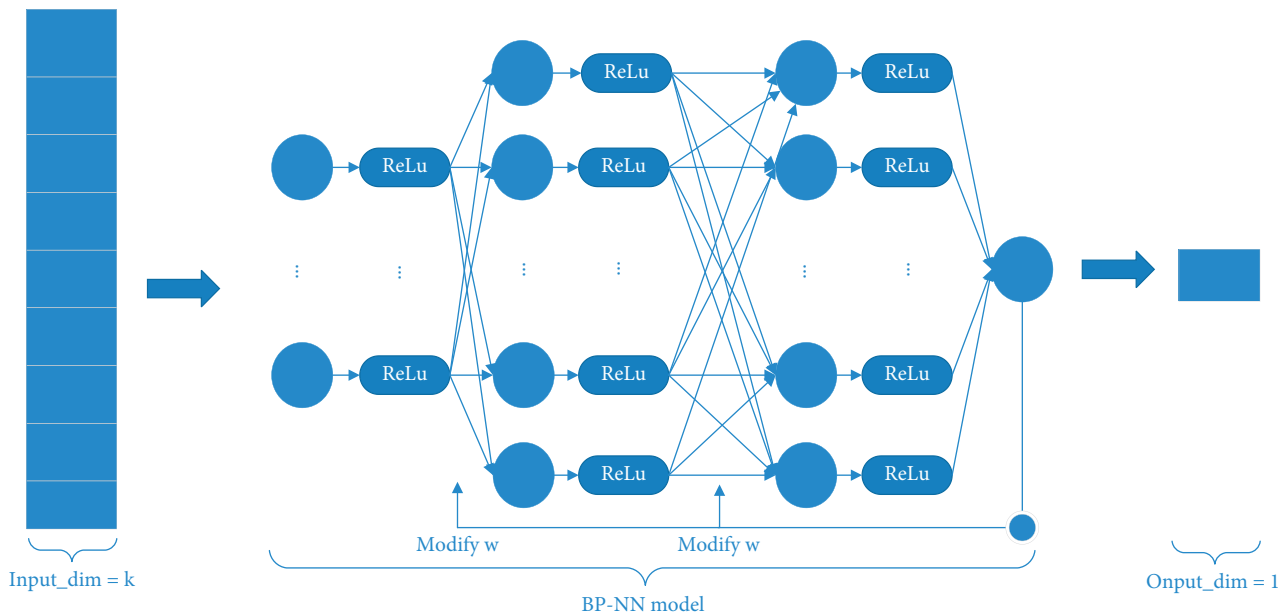 ReLu ReLu
ReLu ReLu ReLu
... ... ... ... ... ...
ReLu ReLu ReLu
ReLu ReLu
Modify w Modify w
Input_dim = k Onput_dim = 1
BP-NN model